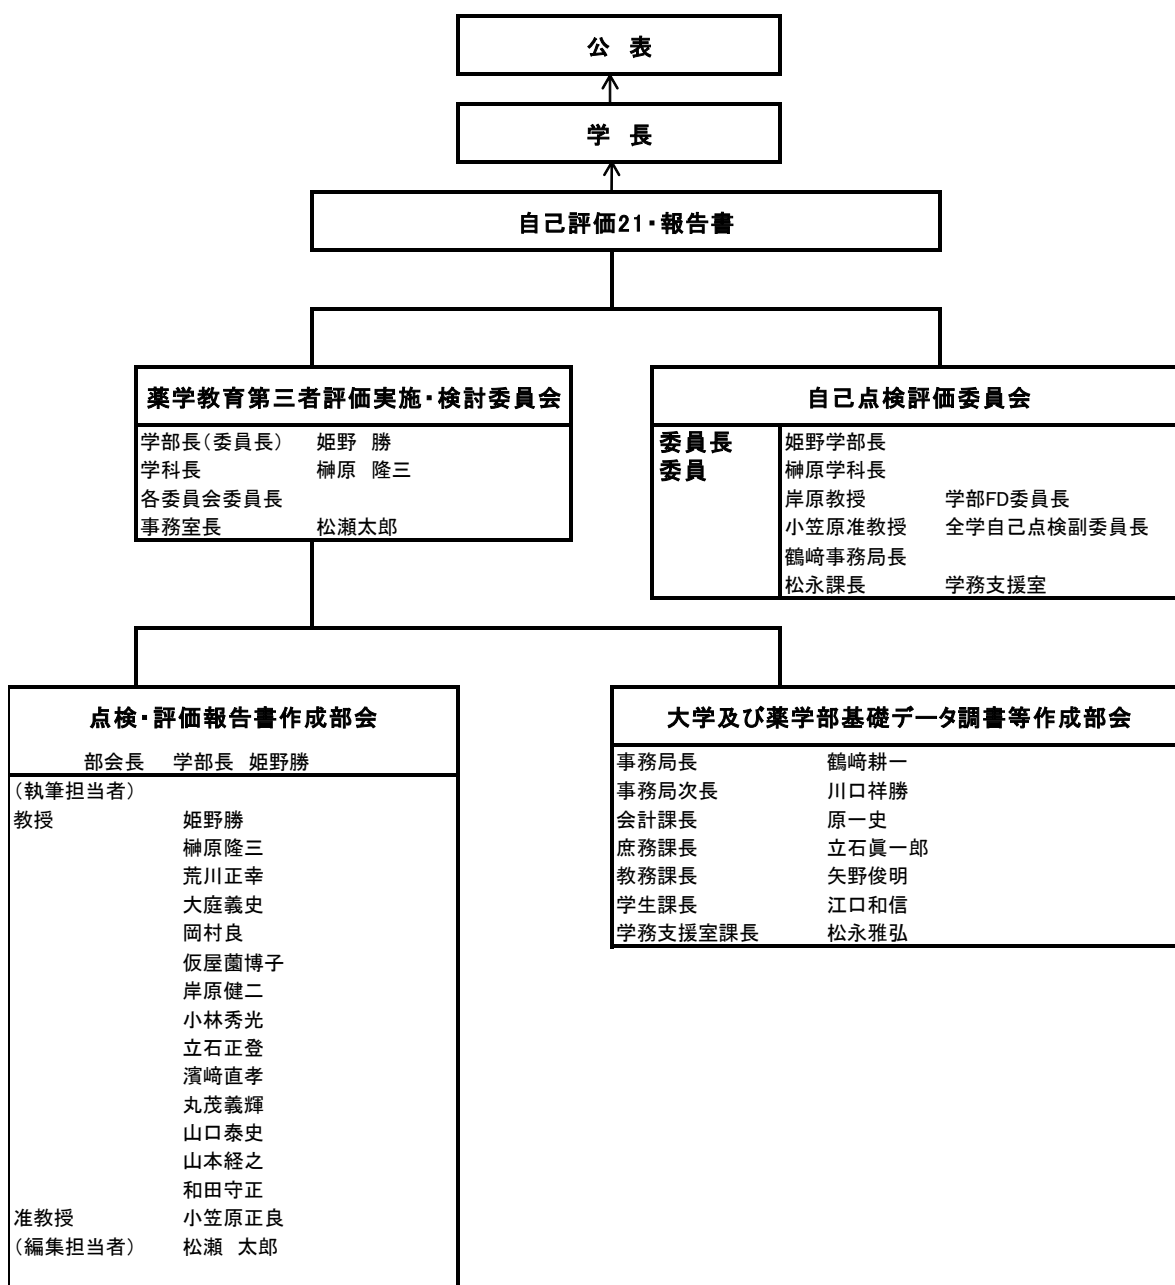 公 表
学 長
自己評価21・報告書
薬学教育第三者評価実施・検討委員会
学部長(委員長) 姫野 勝
学科長 榊原 隆三
各委員会委員長
事務室長 松瀬太郎
自己点検評価委員会
委員長 姫野学部長
委員 榊原学科長
岸原教授 学部FD委員長
小笠原准教授 全学自己点検副委員長
鶴﨑事務局長
松永課長 学務支援室
点検・評価報告書作成部会
部会長 学部長 姫野勝
(執筆担当者)
教授 姫野勝
榊原隆三
荒川正幸
大庭義史
岡村良
仮屋薗博子
岸原健二
小林秀光
立石正登
濱﨑直孝
丸茂義輝
山口泰史
山本経之
和田守正
准教授 小笠原正良
(編集担当者) 松瀬 太郎
大学及び薬学部基礎データ調書等作成部会
事務局長 鶴﨑耕一
事務局次長 川口祥勝
会計課長 原一史
庶務課長 立石眞一郎
教務課長 矢野俊明
学生課長 江口和信
学務支援室課長 松永雅弘